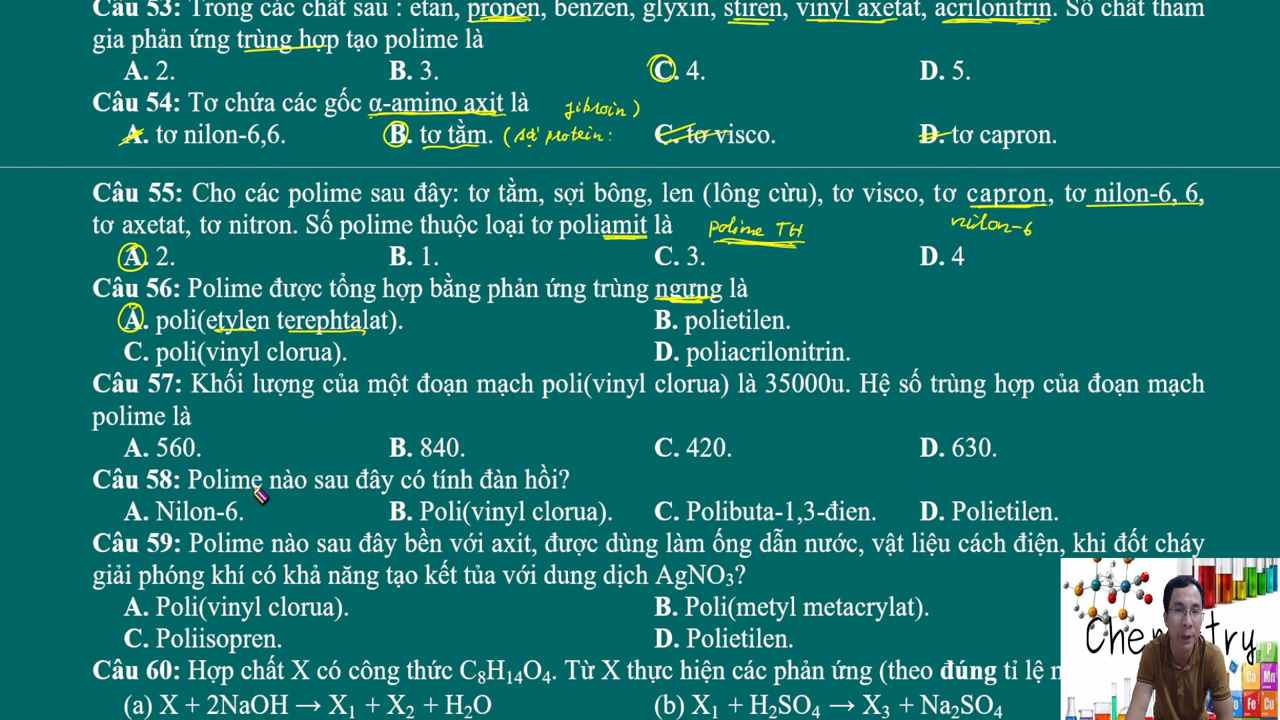 Câu 53: Trong các chất sau : etan, propen, benzen, glyxin, stiren, vinyl axetat, acrilonitrin. Số chất tham
gia phản ứng trùng hợp tạo polime là
A. 2. B. 3. C. 4. D. 5.
Câu 54: Tơ chứa các gốc α-amino axit là fibroin)
A. tơ nilon-6,6. B. tơ tằm. (sợi protein: C. tơ visco. D. tơ capron.
Câu 55: Cho các polime sau đây: tơ tằm, sợi bông, len (lông cừu), tơ visco, tơ capron, tơ nilon-6, 6,
tơ axetat, tơ nitron. Số polime thuộc loại tơ poliamit là polime TH nilon-6
A. 2. B. 1. C. 3. D. 4
Câu 56: Polime được tổng hợp bằng phản ứng trùng ngưng là
A. poli(etylen terephtalat). B. polietilen.
C. poli(vinyl clorua). D. poliacrilonitrin.
Câu 57: Khối lượng của một đoạn mạch poli(vinyl clorua) là 35000u. Hệ số trùng hợp của đoạn mạch
polime là
A. 560. B. 840. C. 420. D. 630.
Câu 58: Polime nào sau đây có tính đàn hồi?
A. Nilon-6. B. Poli(vinyl clorua). C. Polibuta-1,3-đien. D. Polietilen.
Câu 59: Polime nào sau đây bền với axit, được dùng làm ống dẫn nước, vật liệu cách điện, khi đốt cháy
giải phóng khí có khả năng tạo kết tủa với dung dịch AgNO₃?
A. Poli(vinyl clorua). B. Poli(metyl metacrylat).
C. Poliisopren. D. Polietilen.
Câu 60: Hợp chất X có công thức C₈H₁₄O₄. Từ X thực hiện các phản ứng (theo đúng tỉ lệ
(a) X + 2NaOH → X₁ + X₂ + H₂O (b) X₁ + H₂SO₄ → X₃ + Na₂SO₄